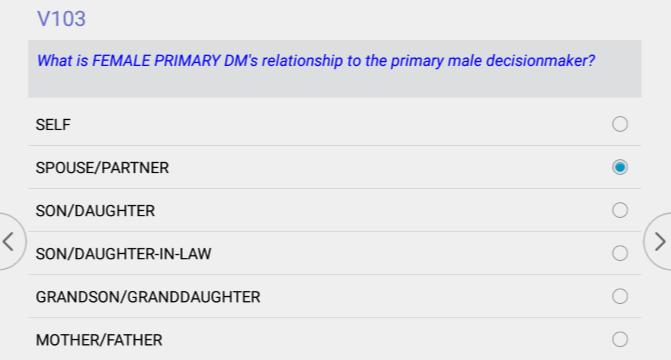 V103
What is FEMALE PRIMARY DM's relationship to the primary male decisionmaker?
SELF
SPOUSE/PARTNER
SON/DAUGHTER
SON/DAUGHTER-IN-LAW
GRANDSON/GRANDDAUGHTER
MOTHER/FATHER